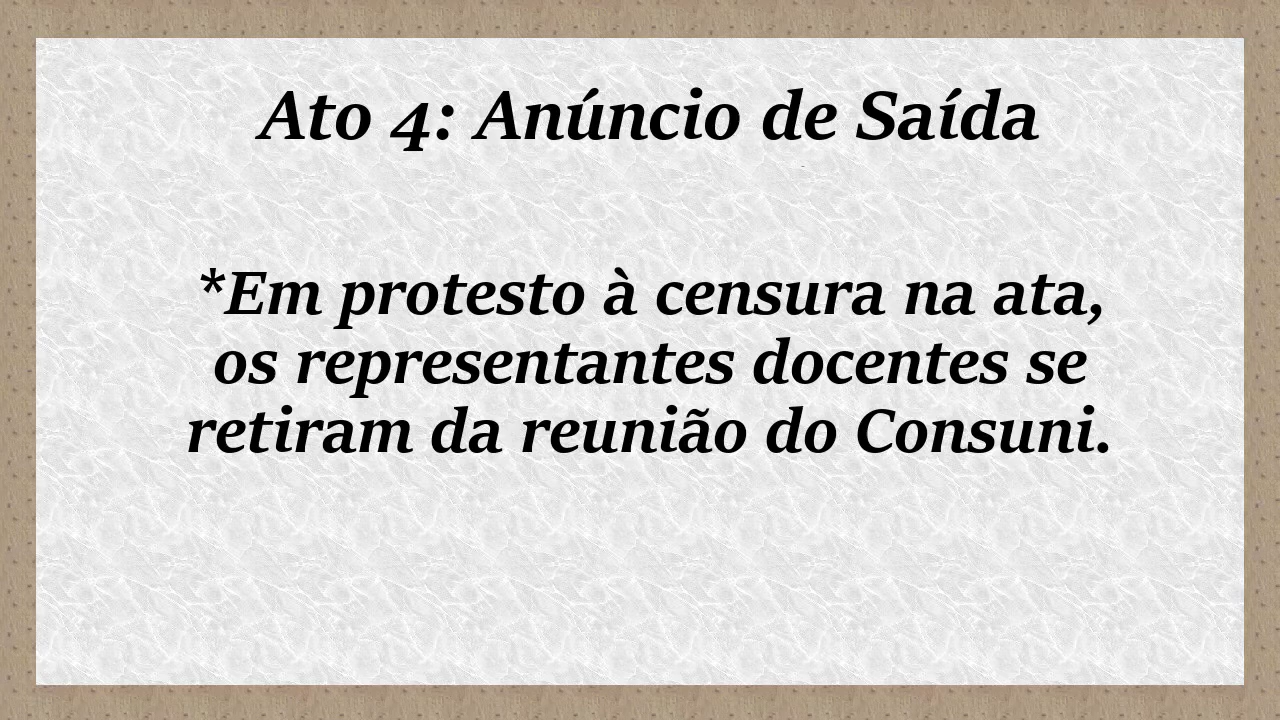 Ato 4: Anúncio de Saída
*Em protesto à censura na ata,
os representantes docentes se
retiram da reunião do Consuni.